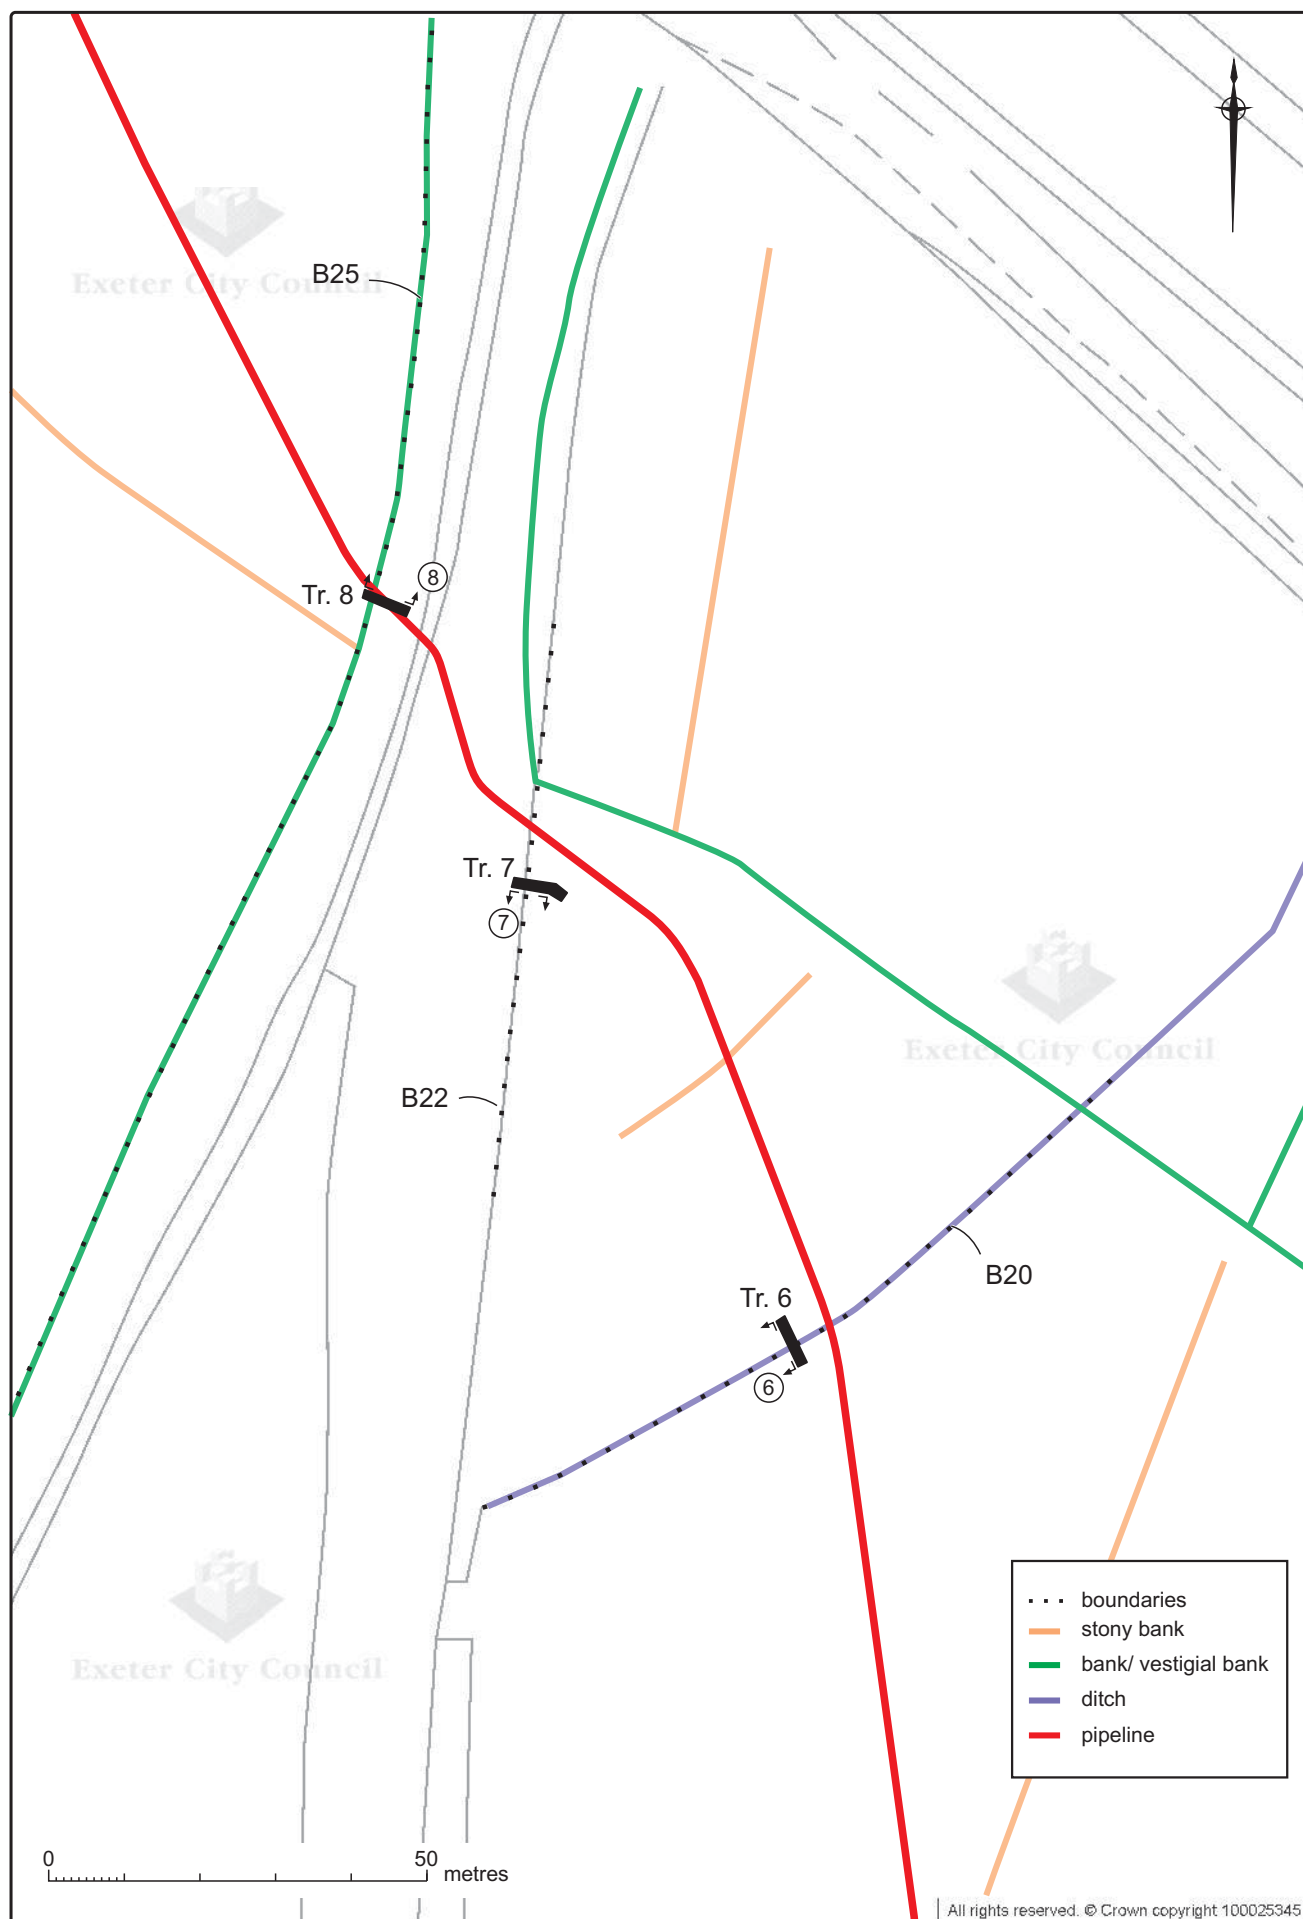 B25
Exeter City Council
8
Tr. 8
Tr. 7
7
Exeter City Council
B22
B20
Tr. 6
6
boundaries
stony bank
bank/ vestigial bank
ditch
pipeline
Exeter City Council
0 50 metres
All rights reserved. © Crown copyright 100025345